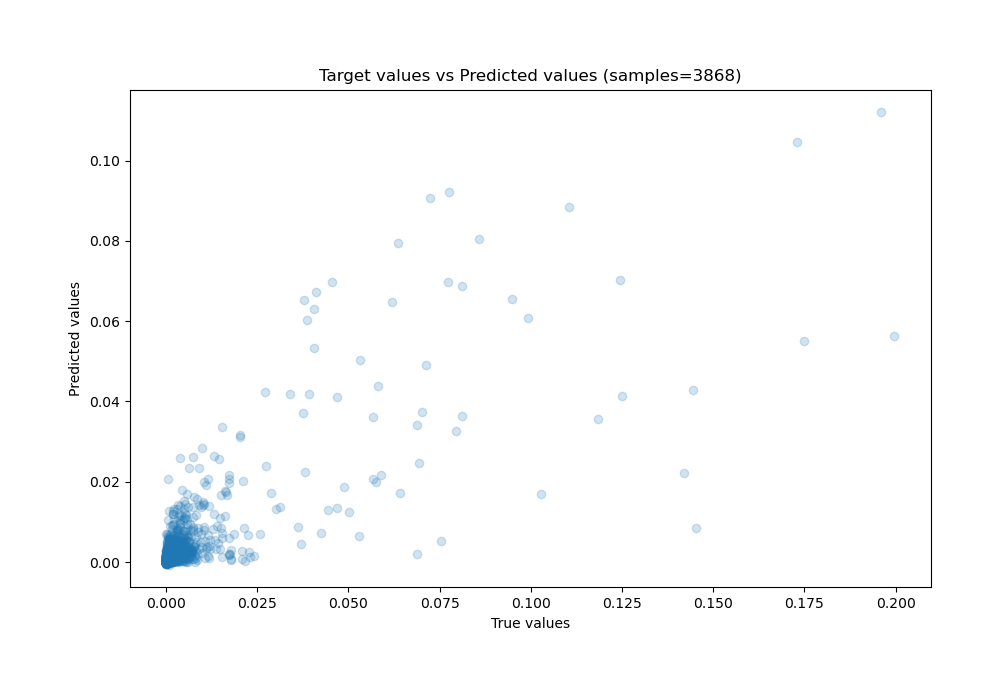 Target values vs Predicted values (samples=3868)
Predicted values
0.10
0.08
0.06
0.04
0.02
0.00
0.000 0.025 0.050 0.075 0.100 0.125 0.150 0.175 0.200
True values